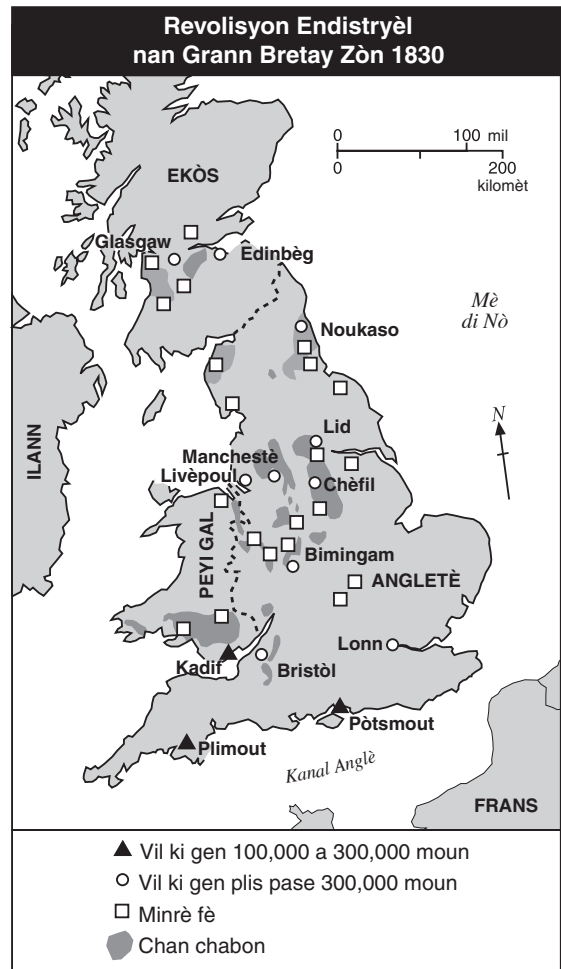 Revolisyon Endistryèl
nan Grann Bretay Zòn 1830
0 100 mil
0 200
kilomèt
EKÒS
Glasgaw
Èdinbèg
Mè
di Nò
Noukaso
N
ILANN
Lid
Manchestè
Livèpoul
Chèfil
PEYI GAL
Bimingam
ANGLETÈ
Lonn
Kadif
Bristòl
Pòtsmout
Plimout
Kanal Anglè
FRANS
Vil ki gen 100,000 a 300,000 moun
Vil ki gen plis pase 300,000 moun
Minrè fè
Chan chabon